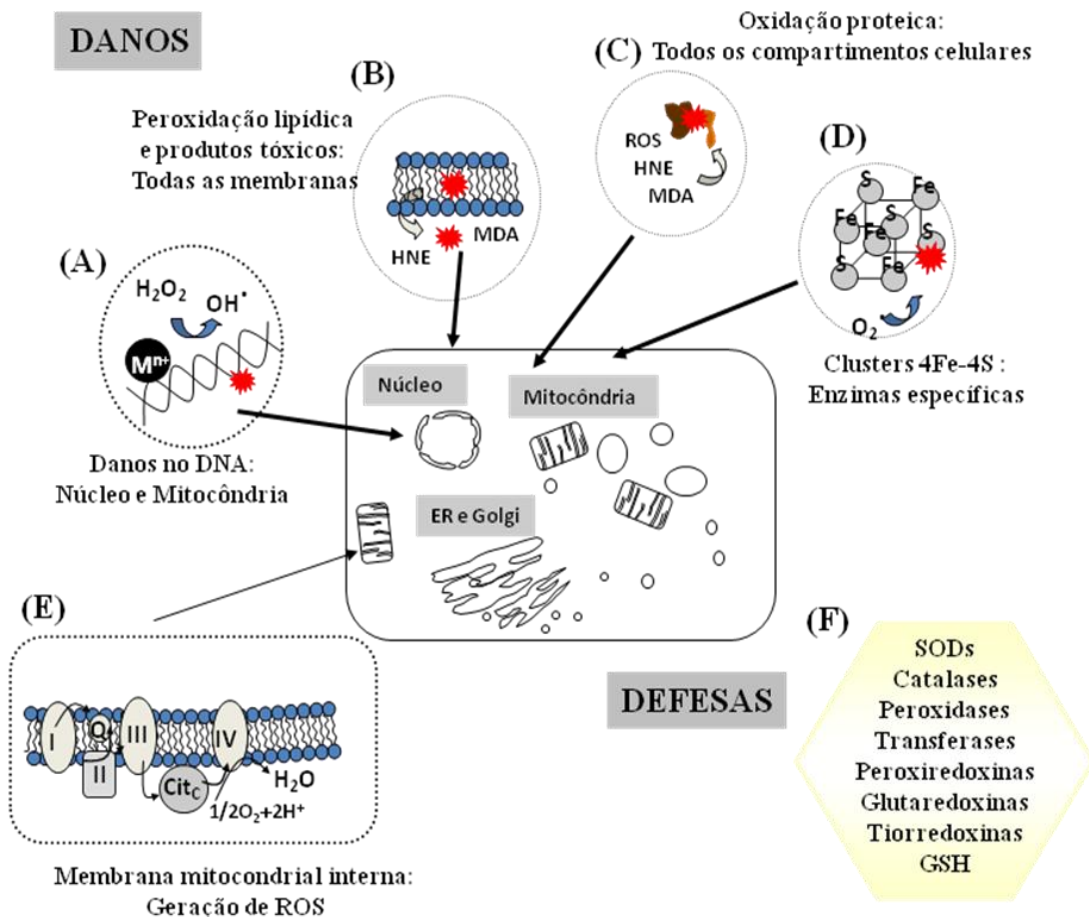 DANOS
Oxidação proteica:
Todos os compartimentos celulares
(C)
(B)
Peroxidação lipídica
e produtos tóxicos:
Todas as membranas
HNE
MDA
ROS
HNE
MDA
(D)
S
Fe
Fe
S
Fe
S
S
Fe
O₂⁻
Clusters 4Fe-4S :
Enzimas específicas
(A)
H₂O₂
OH•
Mⁿ⁺
Danos no DNA:
Núcleo e Mitocôndria
Núcleo
Mitocôndria
ER e Golgi
(E)
I
Q
II
III
IV
Cit_C
H₂O
1/2O₂+2H⁺
Membrana mitocondrial interna:
Geração de ROS
DEFESAS
(F)
SODs
Catalases
Peroxidases
Transferases
Peroxiredoxinas
Glutaredoxinas
Tiorredoxinas
GSH